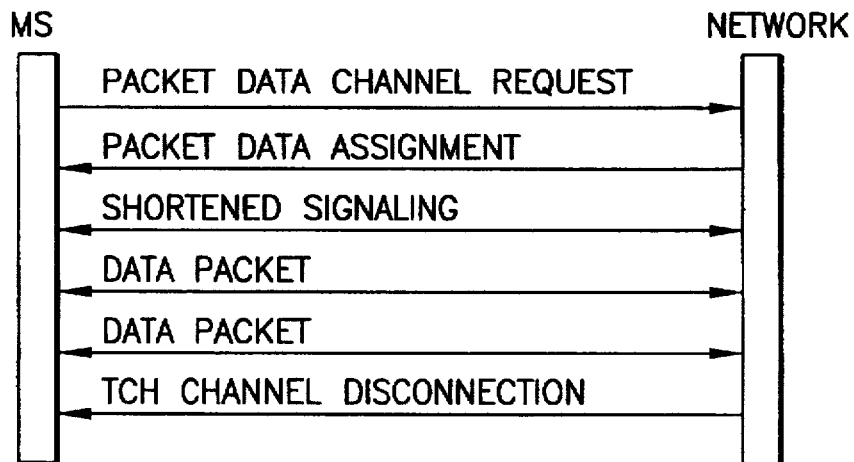 MS
NETWORK
PACKET DATA CHANNEL REQUEST
PACKET DATA ASSIGNMENT
SHORTENED SIGNALING
DATA PACKET
DATA PACKET
TCH CHANNEL DISCONNECTION